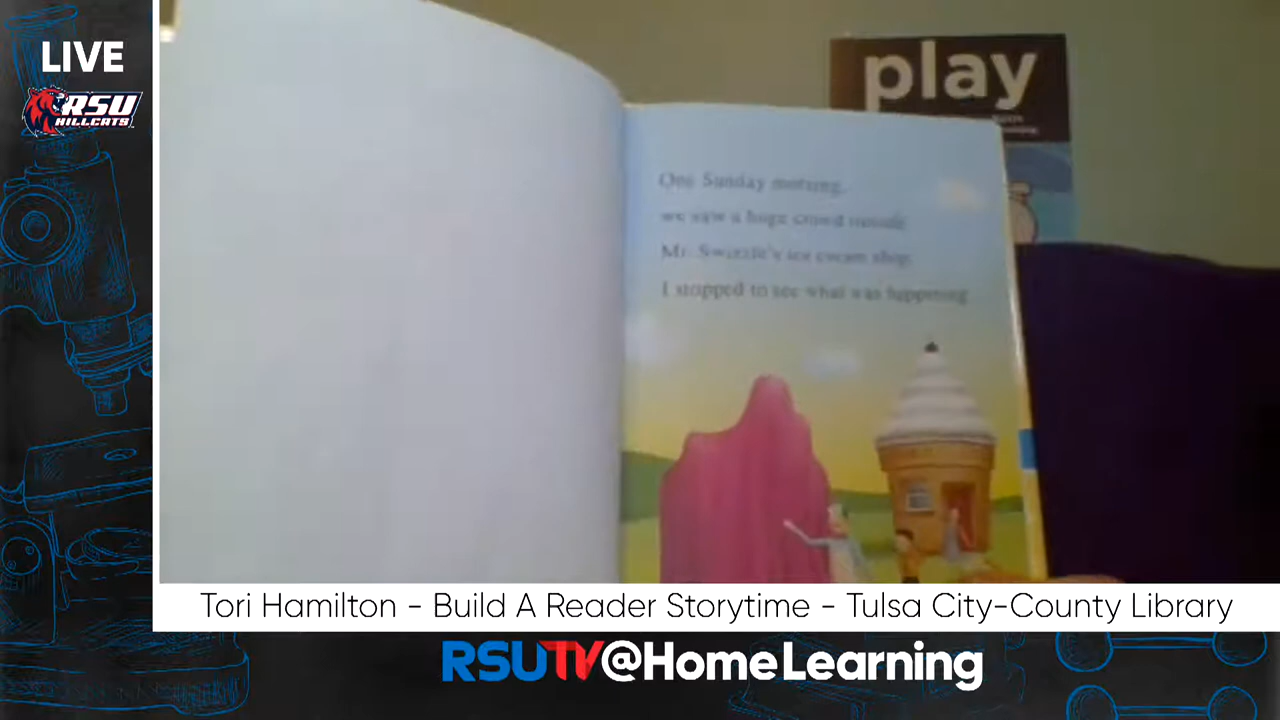 LIVE
RSU
HILLCATS
play
with
One Sunday morning,
we saw a huge crowd outside
Mr. Swizzle's ice cream shop.
I stopped to see what was happening.
Tori Hamilton - Build A Reader Storytime - Tulsa City-County Library
RSUTV@HomeLearning